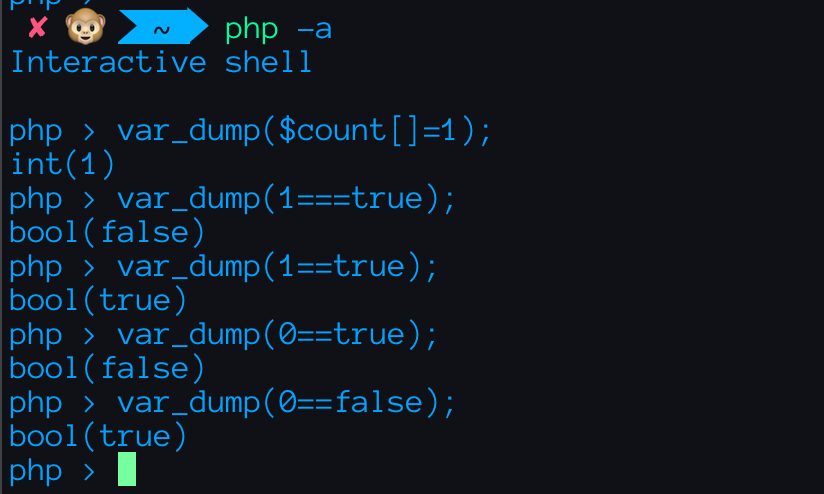 php >
✘ 🐵 ~ php -a
Interactive shell
php > var_dump($count[]=1);
int(1)
php > var_dump(1===true);
bool(false)
php > var_dump(1==true);
bool(true)
php > var_dump(0==true);
bool(false)
php > var_dump(0==false);
bool(true)
php >